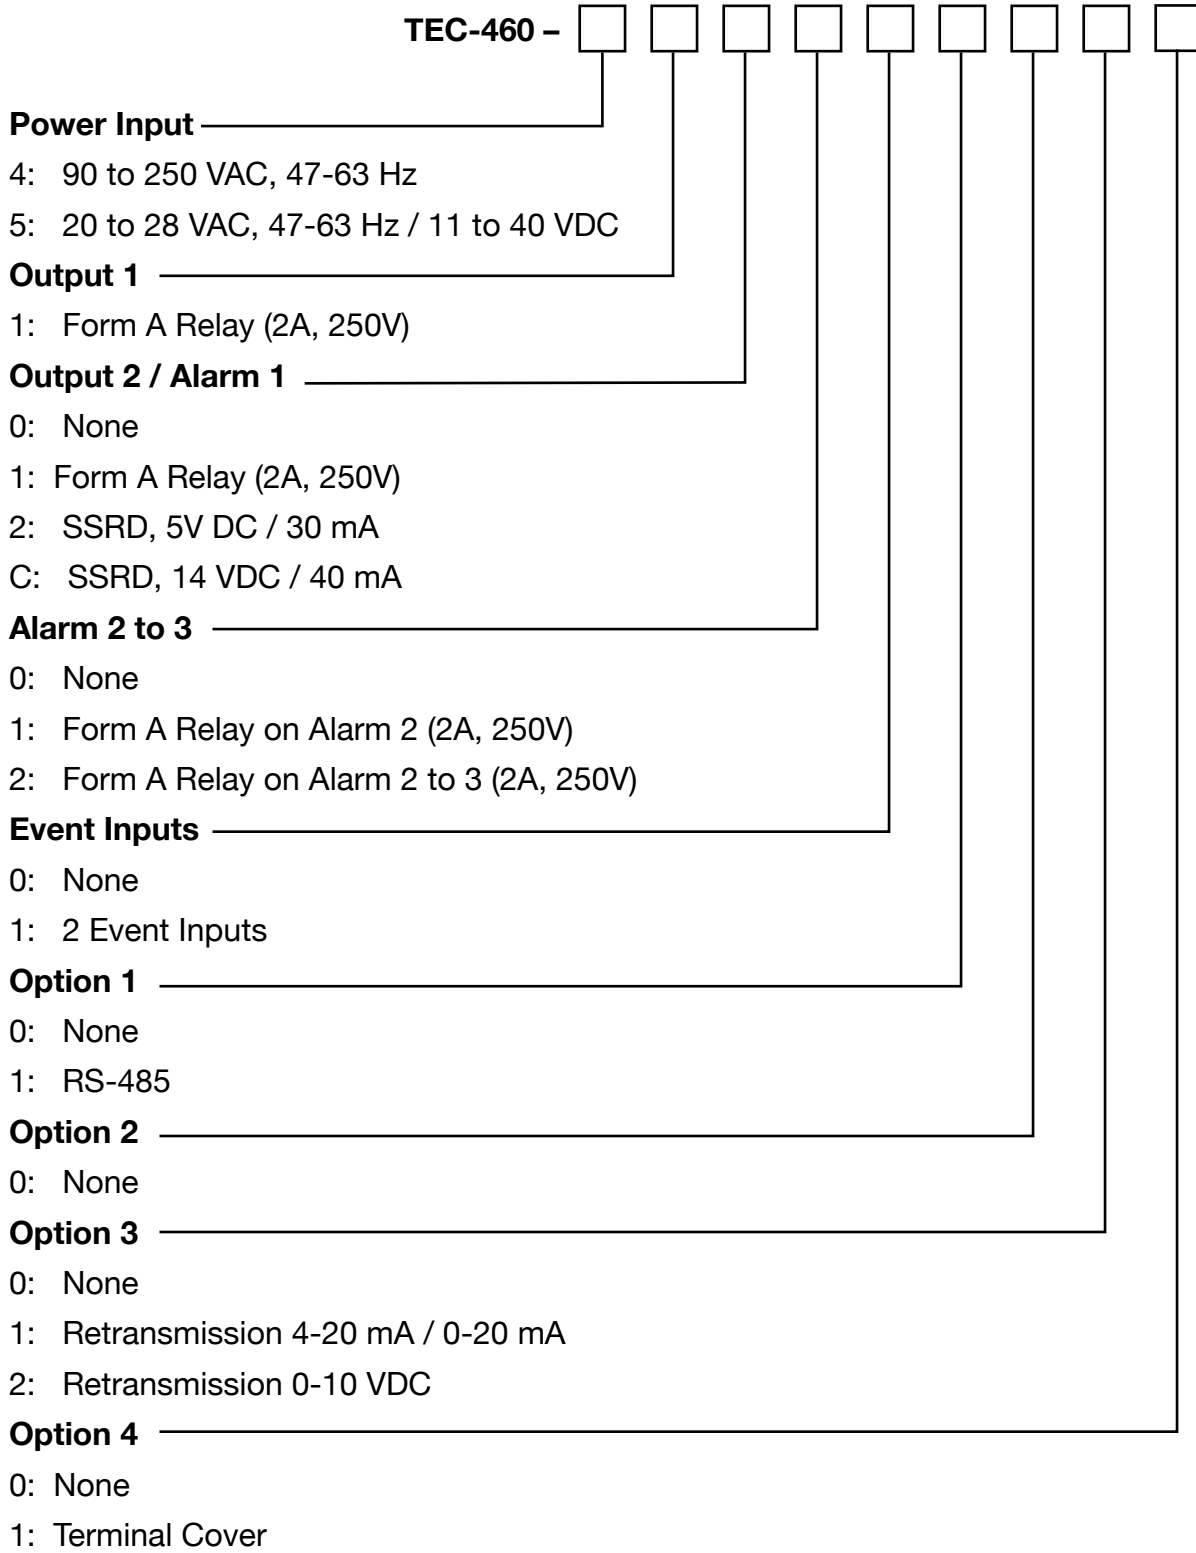 TEC-460 –
Power Input
4: 90 to 250 VAC, 47-63 Hz
5: 20 to 28 VAC, 47-63 Hz / 11 to 40 VDC
Output 1
1: Form A Relay (2A, 250V)
Output 2 / Alarm 1
0: None
1: Form A Relay (2A, 250V)
2: SSRD, 5V DC / 30 mA
C: SSRD, 14 VDC / 40 mA
Alarm 2 to 3
0: None
1: Form A Relay on Alarm 2 (2A, 250V)
2: Form A Relay on Alarm 2 to 3 (2A, 250V)
Event Inputs
0: None
1: 2 Event Inputs
Option 1
0: None
1: RS-485
Option 2
0: None
Option 3
0: None
1: Retransmission 4-20 mA / 0-20 mA
2: Retransmission 0-10 VDC
Option 4
0: None
1: Terminal Cover